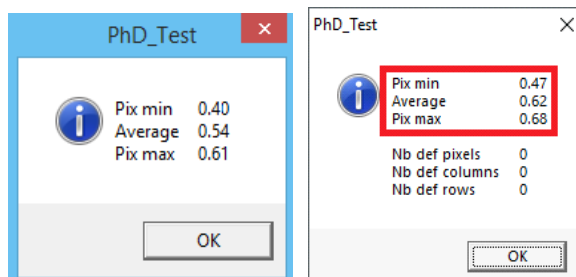 PhD_Test
Pix min 0.40
Average 0.54
Pix max 0.61
OK
PhD_Test
Pix min 0.47
Average 0.62
Pix max 0.68
Nb def pixels 0
Nb def columns 0
Nb def rows 0
OK